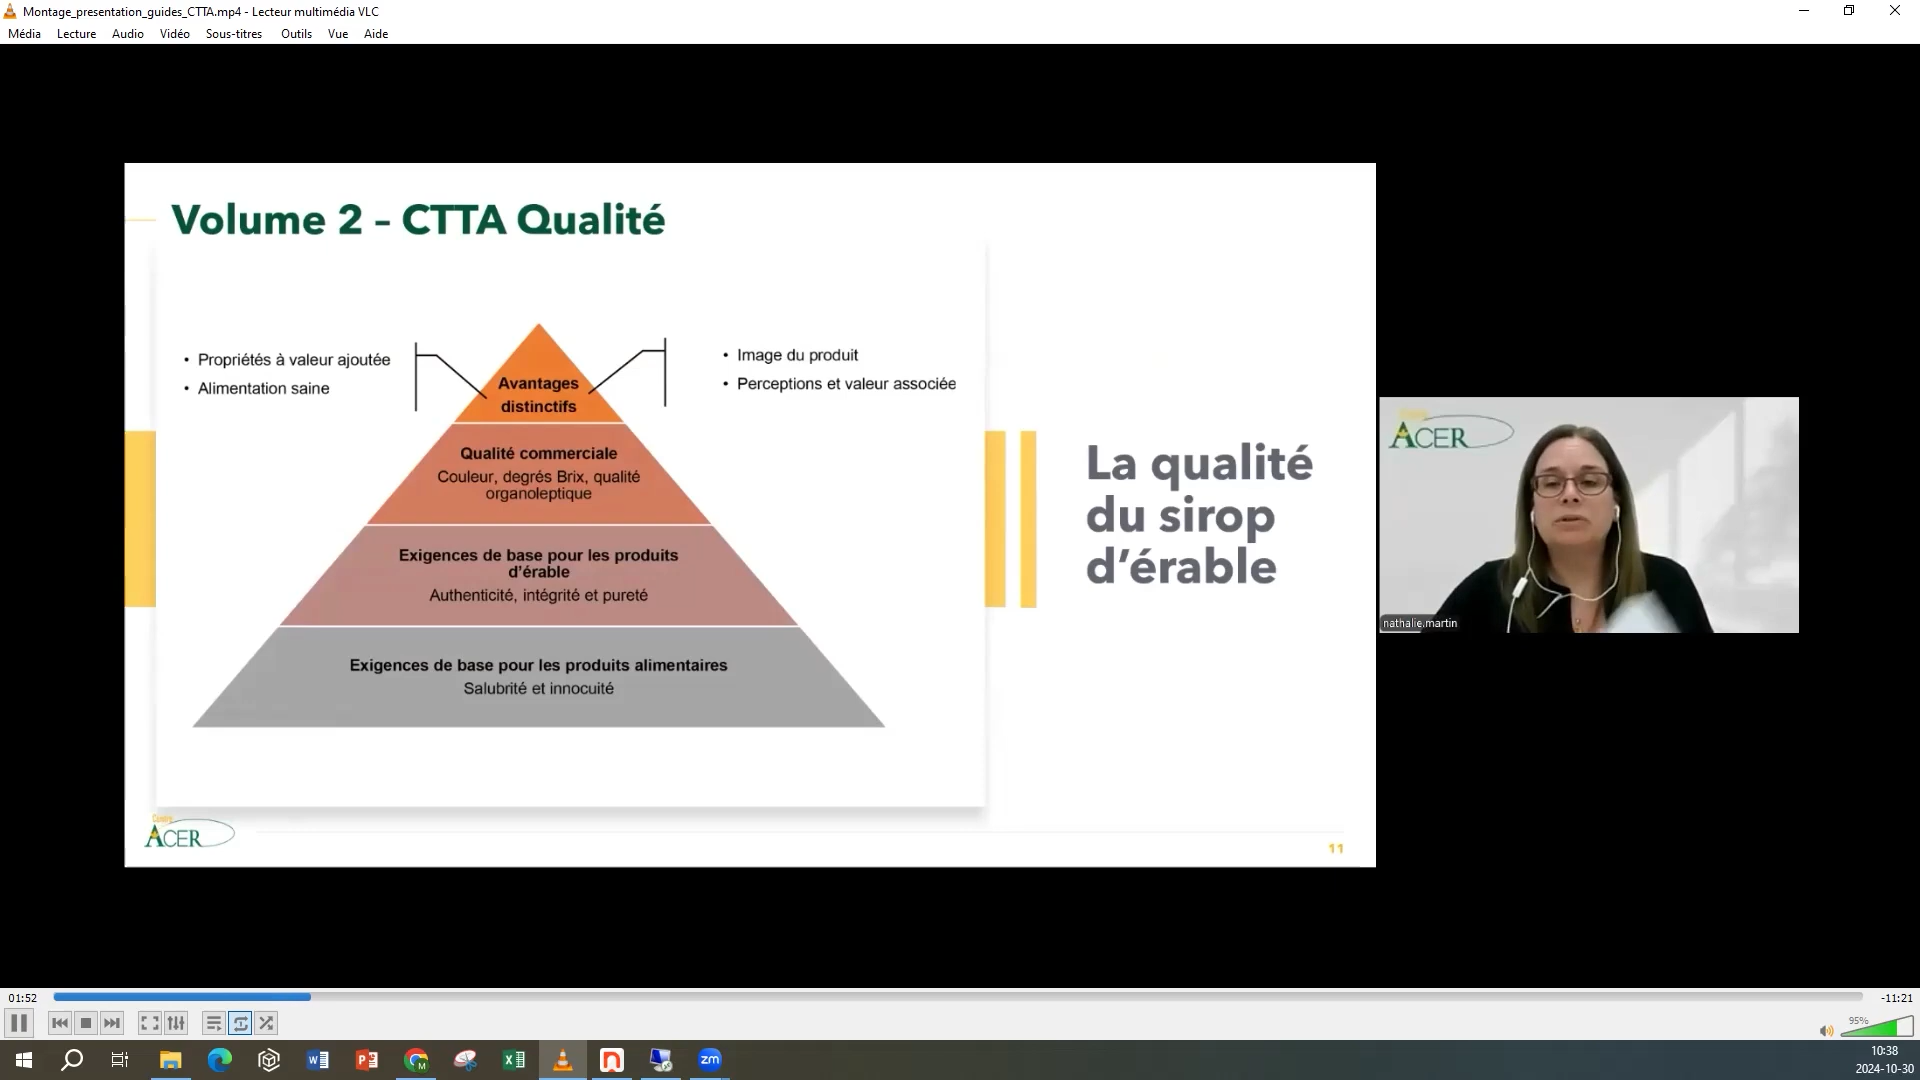 Montage_presentation_guides_CTTA.mp4 - Lecteur multimédia VLC
Média Lecture Audio Vidéo Sous-titres Outils Vue Aide
Volume 2 – CTTA Qualité
• Propriétés à valeur ajoutée
• Alimentation saine
• Image du produit
• Perceptions et valeur associée
Avantages
distinctifs
Qualité commerciale
Couleur, degrés Brix, qualité
organoleptique
Exigences de base pour les produits
d'érable
Authenticité, intégrité et pureté
Exigences de base pour les produits alimentaires
Salubrité et innocuité
La qualité
du sirop
d'érable
Centre
ACER
11
ACER
nathalie.martin
01:52
-11:21
95%
zm
10:38
2024-10-30